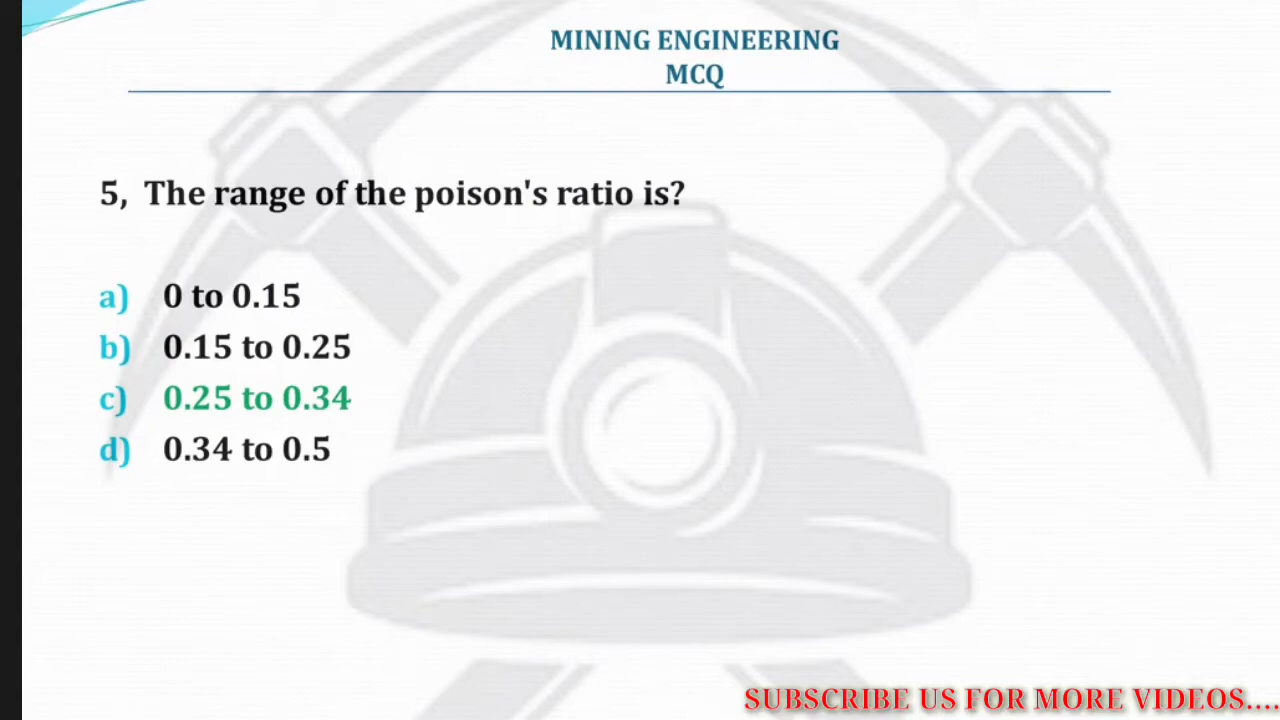 MINING ENGINEERING
MCQ
5, The range of the poison's ratio is?
a) 0 to 0.15
b) 0.15 to 0.25
c) 0.25 to 0.34
d) 0.34 to 0.5
SUBSCRIBE US FOR MORE VIDEOS....